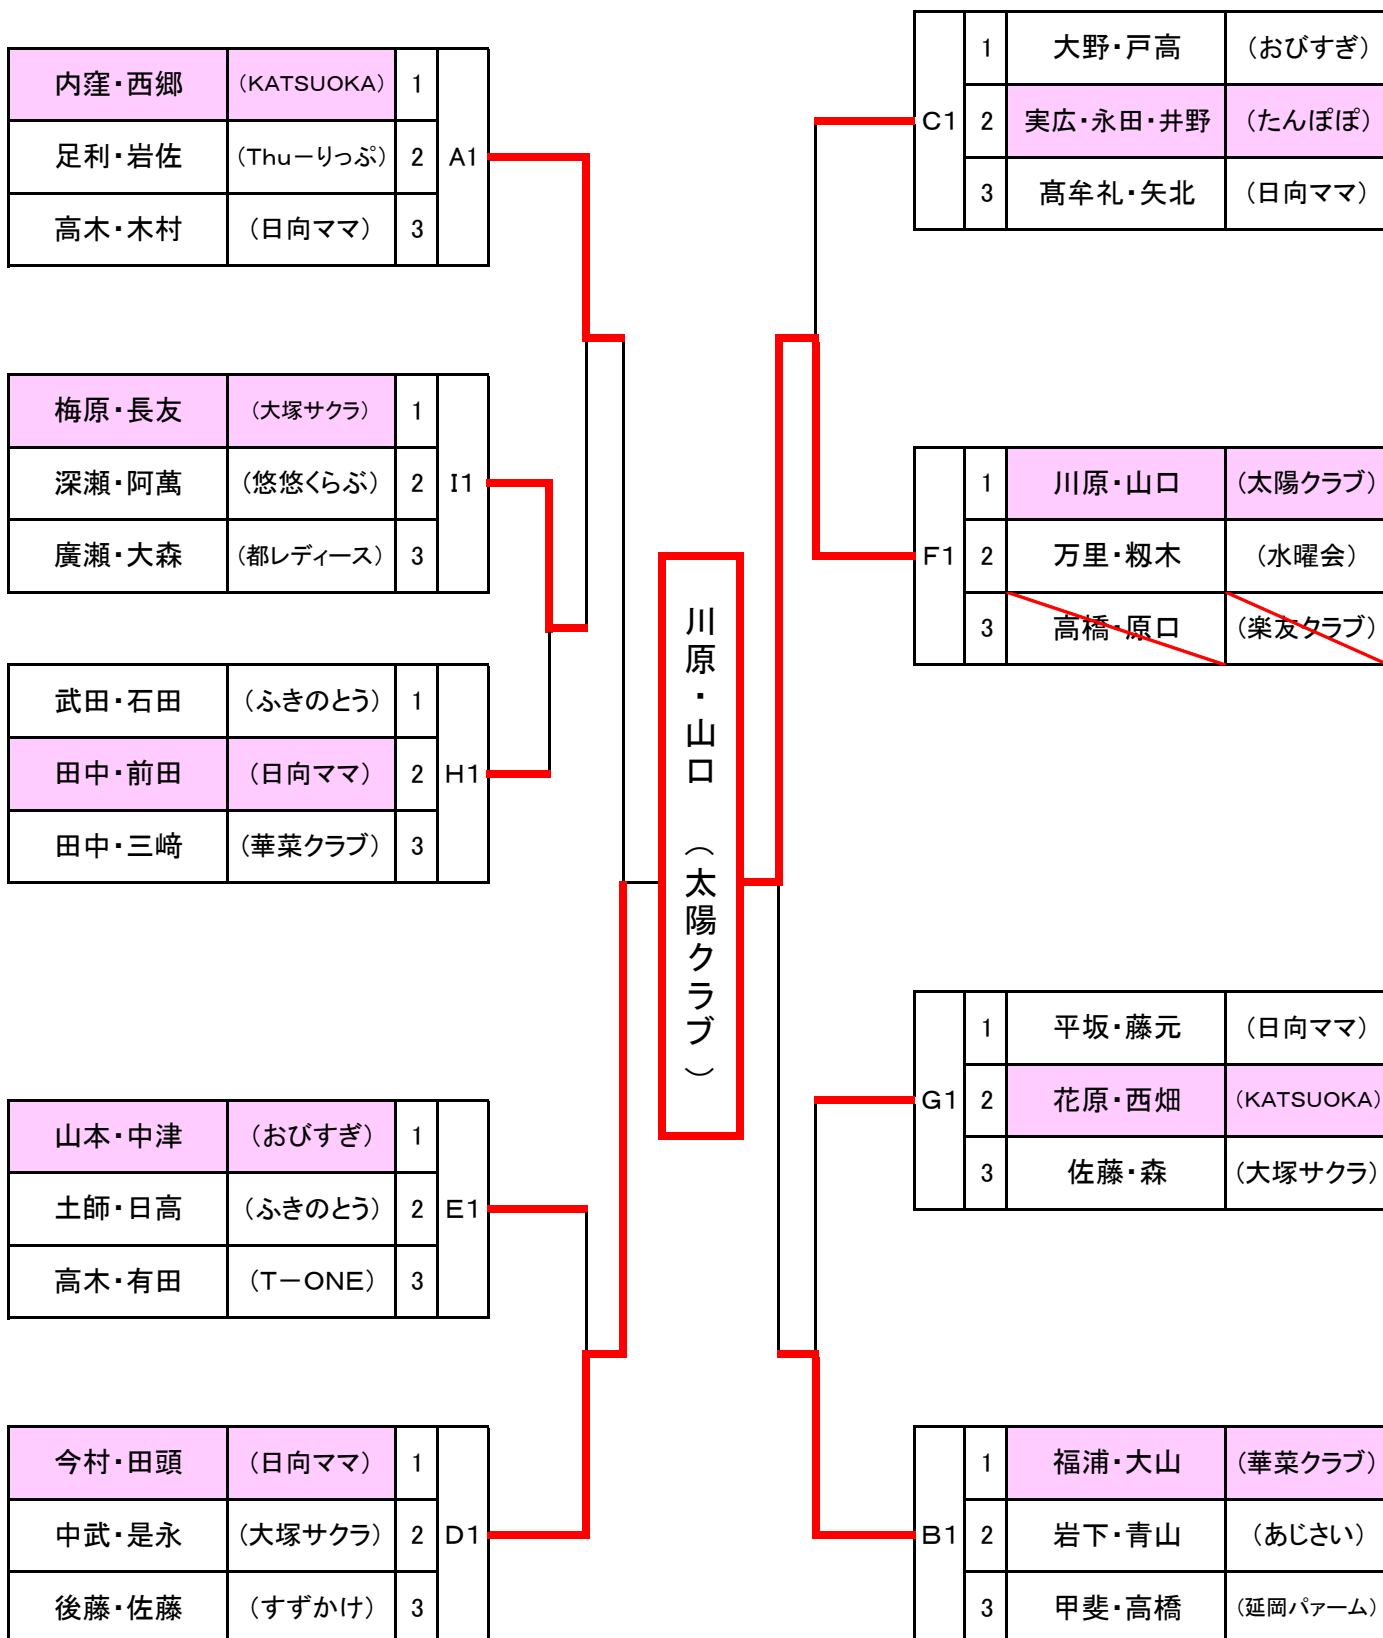 内窪・西郷 (KATSUOKA) 1
足利・岩佐 (Thuーりっぷ) 2 A1
高木・木村 (日向ママ) 3
梅原・長友 (大塚サクラ) 1
深瀬・阿萬 (悠悠くらぶ) 2 I1
廣瀬・大森 (都レディース) 3
武田・石田 (ふきのとう) 1
田中・前田 (日向ママ) 2 H1
田中・三﨑 (華菜クラブ) 3
山本・中津 (おびすぎ) 1
土師・日高 (ふきのとう) 2 E1
高木・有田 (T－ONE) 3
今村・田頭 (日向ママ) 1
中武・是永 (大塚サクラ) 2 D1
後藤・佐藤 (すずかけ) 3
川原・山口 (太陽クラブ)
1 大野・戸高 (おびすぎ)
C1 2 実広・永田・井野 (たんぽぽ)
3 髙牟礼・矢北 (日向ママ)
1 川原・山口 (太陽クラブ)
F1 2 万里・籾木 (水曜会)
3 高橋・原口 (楽友クラブ)
1 平坂・藤元 (日向ママ)
G1 2 花原・西畑 (KATSUOKA)
3 佐藤・森 (大塚サクラ)
1 福浦・大山 (華菜クラブ)
B1 2 岩下・青山 (あじさい)
3 甲斐・高橋 (延岡パァーム)